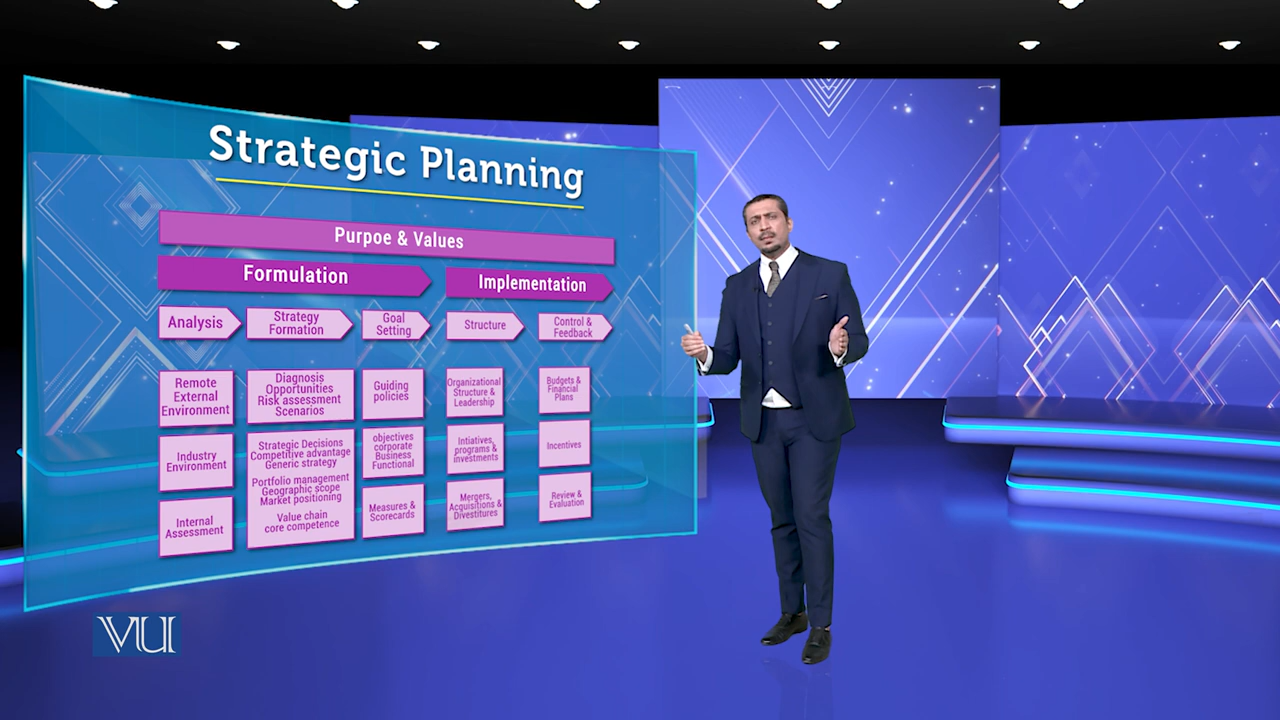 Strategic Planning
Purpoe & Values
Formulation
Implementation
Analysis
Strategy
Formation
Goal
Setting
Structure
Control &
Feedback
Remote
External
Environment
Diagnosis
Opportunities
Risk assessment
Scenarios
Guiding
policies
Organizational
Structure &
Leadership
Budgets &
Financial
Plans
Industry
Environment
Strategic Decisions
Competitive advantage
Generic strategy
Portfolio management
Geographic scope
Market positioning
Value chain
core competence
objectives
corporate
Business
Functional
Intiatives,
programs &
investments
Incentives
Internal
Assessment
Measures &
Scorecards
Mergers,
Acquisitions &
Divestitures
Review &
Evaluation
VU